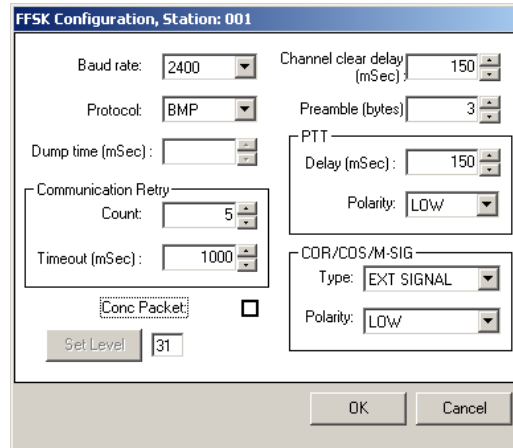 FFSK Configuration, Station: 001
Baud rate: 2400
Protocol: BMP
Dump time (mSec) :
Communication Retry
Count: 5
Timeout (mSec) : 1000
Conc Packet:
Set Level 31
Channel clear delay
(mSec) : 150
Preamble (bytes) 3
PTT
Delay (mSec) : 150
Polarity: LOW
COR/COS/M-SIG
Type: EXT SIGNAL
Polarity: LOW
OK Cancel